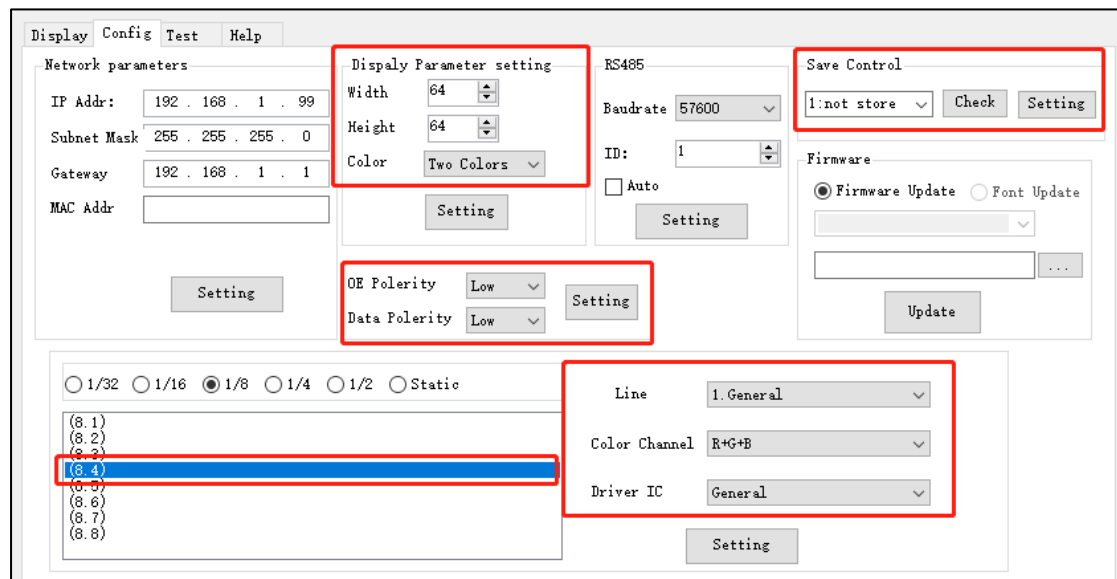 Display Config Test Help
Network parameters
IP Addr: 192 . 168 . 1 . 99
Subnet Mask 255 . 255 . 255 . 0
Gateway 192 . 168 . 1 . 1
MAC Addr
Setting
Dispaly Parameter setting
Width 64
Height 64
Color Two Colors
Setting
OE Polerity Low
Data Polerity Low
Setting
RS485
Baudrate 57600
ID: 1
Auto
Setting
Save Control
1:not store Check Setting
Firmware
Firmware Update Font Update
...
Update
1/32 1/16 1/8 1/4 1/2 Static
(8.1)
(8.2)
(8.3)
(8.4)
(8.5)
(8.6)
(8.7)
(8.8)
Line 1.General
Color Channel R+G+B
Driver IC General
Setting